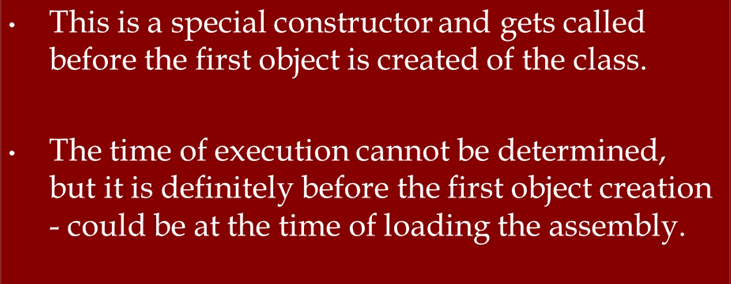 • This is a special constructor and gets called
before the first object is created of the class.
• The time of execution cannot be determined,
but it is definitely before the first object creation
- could be at the time of loading the assembly.